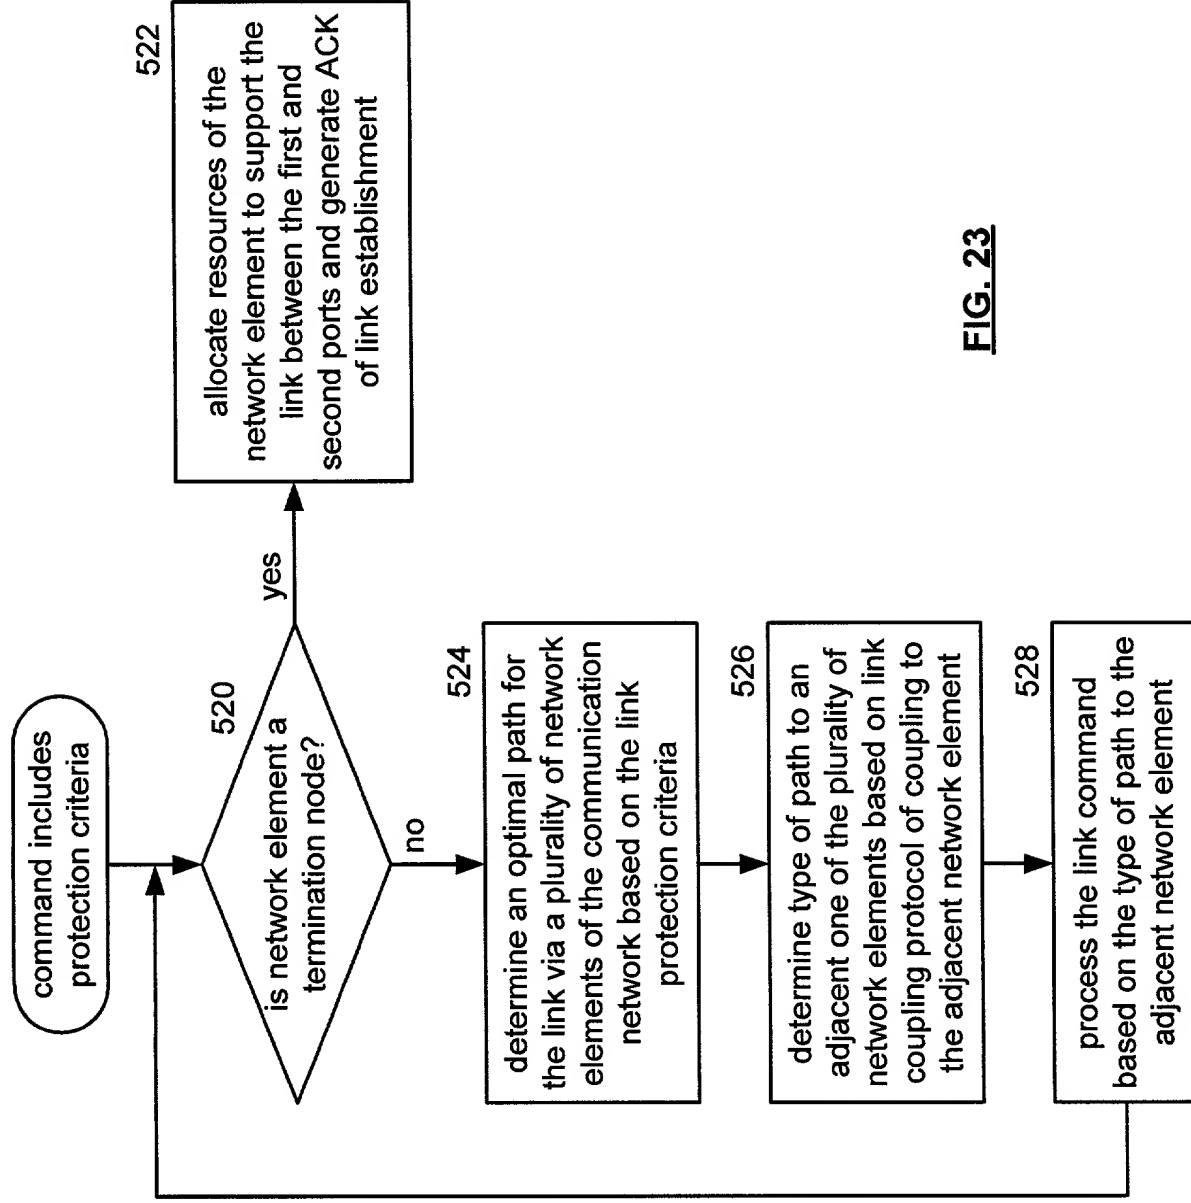 command includes
protection criteria
520
is network element a
termination node?
yes
522
allocate resources of the
network element to support the
link between the first and
second ports and generate ACK
of link establishment
no
524
determine an optimal path for
the link via a plurality of network
elements of the communication
network based on the link
protection criteria
526
determine type of path to an
adjacent one of the plurality of
network elements based on link
coupling protocol of coupling to
the adjacent network element
528
process the link command
based on the type of path to the
adjacent network element
FIG. 23